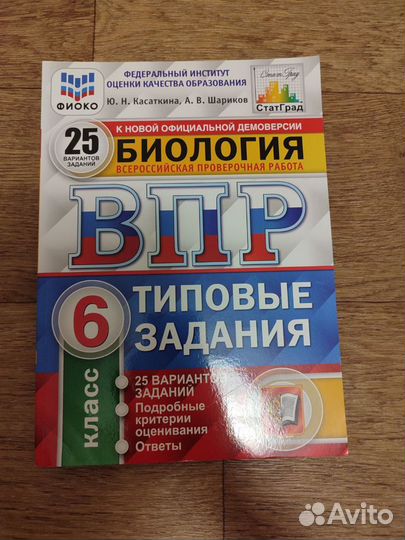 ФЕДЕРАЛЬНЫЙ ИНСТИТУТ
ОЦЕНКИ КАЧЕСТВА ОБРАЗОВАНИЯ
ФИОКО
Ю. Н. Касаткина, А. В. Шариков
СтатГрад
СтатГрад
25
ВАРИАНТОВ
ЗАДАНИЙ
К НОВОЙ ОФИЦИАЛЬНОЙ ДЕМОВЕРСИИ
БИОЛОГИЯ
ВСЕРОССИЙСКАЯ ПРОВЕРОЧНАЯ РАБОТА
ВПР
6
класс
ТИПОВЫЕ
ЗАДАНИЯ
25 ВАРИАНТОВ
ЗАДАНИЙ
Подробные
критерии
оценивания
Ответы
Avito